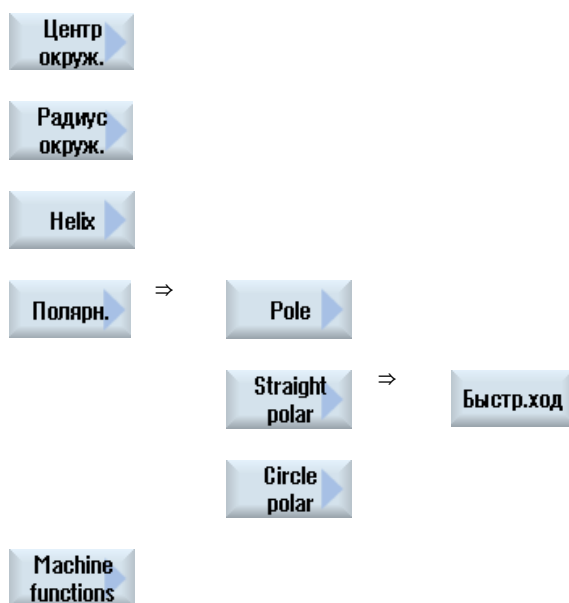 Центр
окруж.
Радиус
окруж.
Helix
Полярн.
⇒
Pole
Straight
polar
⇒
Быстр.ход
Circle
polar
Machine
functions